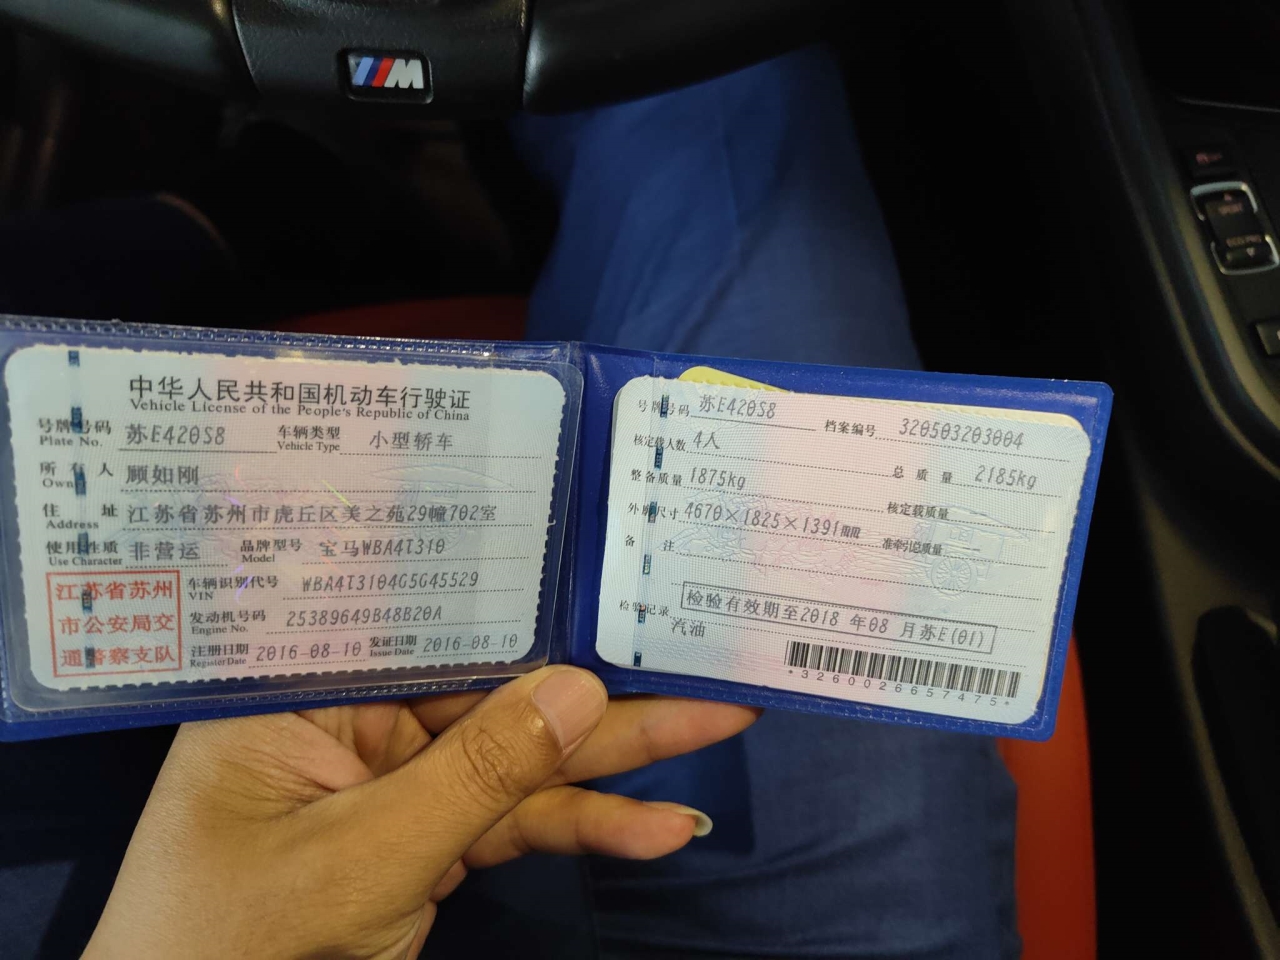 M
SPORT
ECO PRO
中华人民共和国机动车行驶证
Vehicle License of the People's Republic of China
号牌号码 苏E420S8 车辆类型 小型轿车
Plate No. Vehicle Type
所有人 顾如刚
Owner
住址 江苏省苏州市虎丘区美之苑29幢702室
Address
使用性质 非营运 品牌型号 宝马WBA4T310
Use Character Model
江苏省苏州市公安局交通警察支队
车辆识别代号 WBA4T3104G5G45529
VIN
发动机号码 25389649B48B20A
Engine No.
注册日期 2016-08-10 发证日期 2016-08-10
Register Date Issue Date
号牌号码 苏E420S8 档案编号 320503203004
核定载人数 4人 总质量 2185kg
整备质量 1875kg 核定载质量
外廓尺寸 4670×1825×1391mm 准牵引总质量 —
备注
检验有效期至2018 年08 月苏E(01)
检验记录
汽油
*3260026657475*